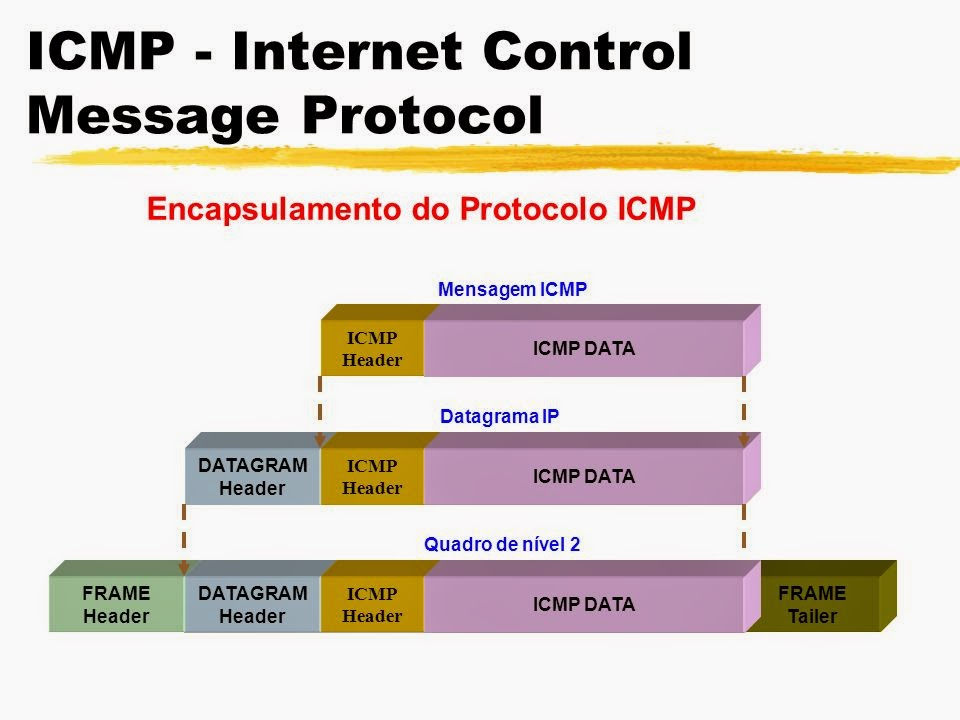 ICMP - Internet Control
Message Protocol
Encapsulamento do Protocolo ICMP
Mensagem ICMP
ICMP
Header
ICMP DATA
Datagrama IP
DATAGRAM
Header
ICMP
Header
ICMP DATA
Quadro de nível 2
FRAME
Header
DATAGRAM
Header
ICMP
Header
ICMP DATA
FRAME
Tailer